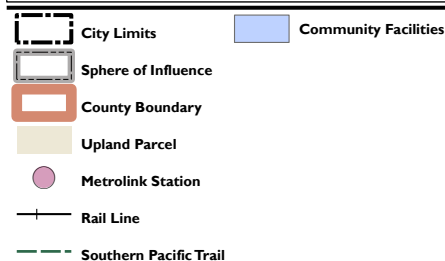 City Limits
Community Facilities
Sphere of Influence
County Boundary
Upland Parcel
Metrolink Station
Rail Line
Southern Pacific Trail